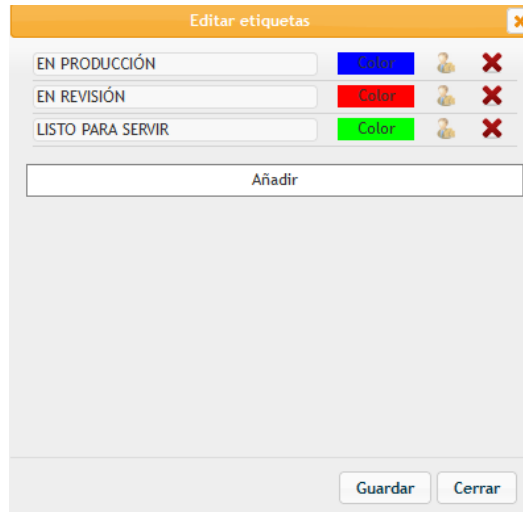 Editar etiquetas
EN PRODUCCIÓN Color
EN REVISIÓN Color
LISTO PARA SERVIR Color
Añadir
Guardar Cerrar